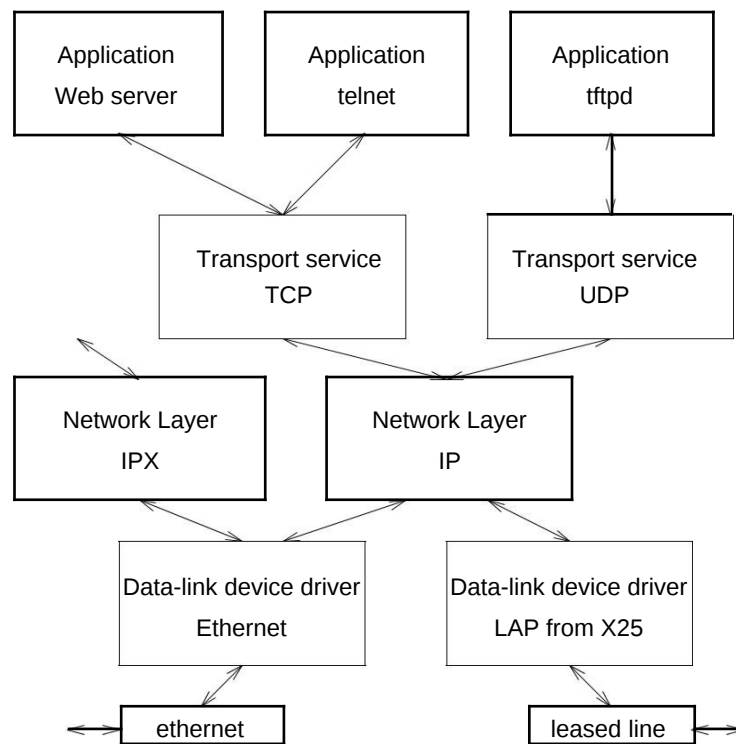 Application
Web server
Application
telnet
Application
tftpd
Transport service
TCP
Transport service
UDP
Network Layer
IPX
Network Layer
IP
Data-link device driver
Ethernet
Data-link device driver
LAP from X25
ethernet
leased line